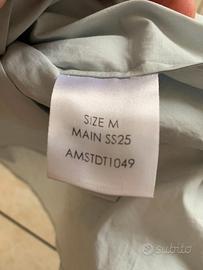 SIZE M
MAIN SS25
AMSTDT1049
subito